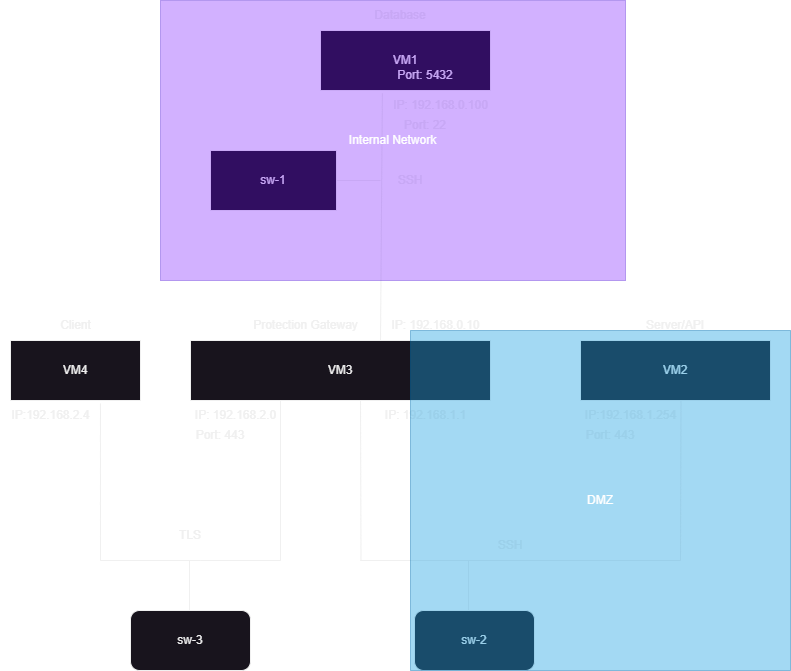 Database
VM1
Port: 5432
IP: 192.168.0.100
Port: 22
Internal Network
sw-1
SSH
Client
Protection Gateway
IP: 192.168.0.10
Server/API
VM4
VM3
VM2
IP:192.168.2.4
IP: 192.168.2.0
IP: 192.168.1.1
IP:192.168.1.254
Port: 443
Port: 443
DMZ
TLS
SSH
sw-3
sw-2